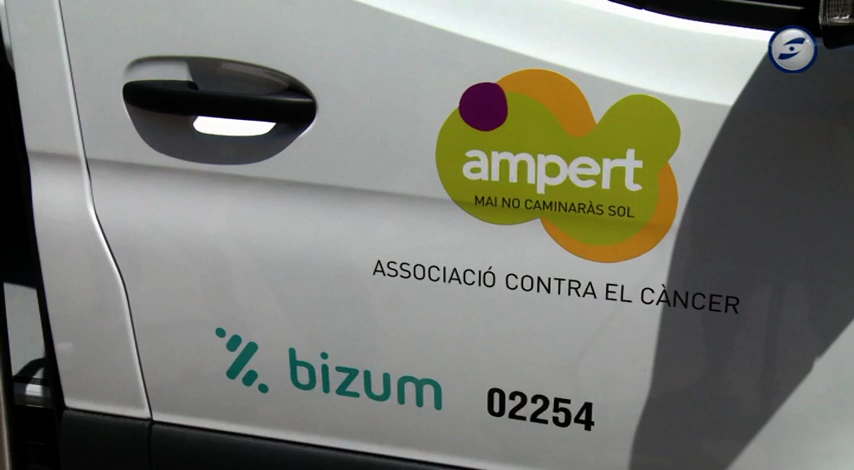 ampert
MAI NO CAMINARÀS SOL
ASSOCIACIÓ CONTRA EL CÀNCER
bizum 02254